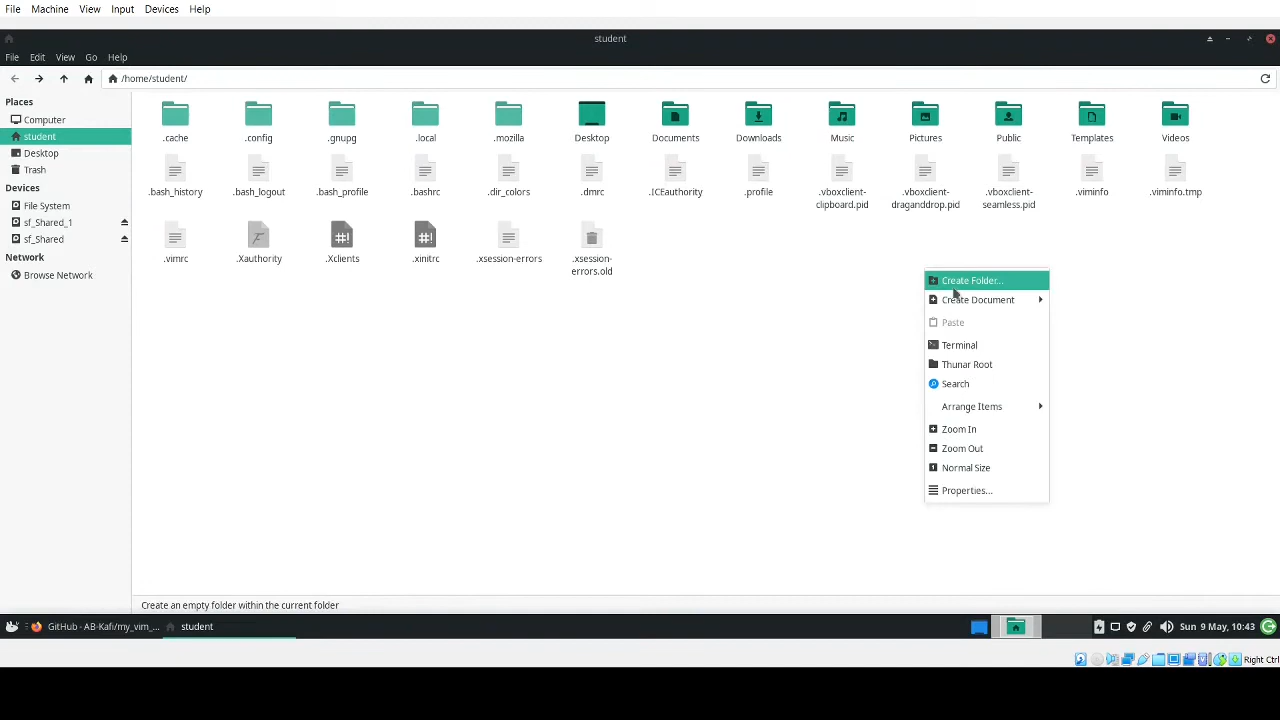 File Machine View Input Devices Help
student
File Edit View Go Help
/home/student/
Places
Computer
student
Desktop
Trash
Devices
File System
sf_Shared_1
sf_Shared
Network
Browse Network
.cache .config .gnupg .local .mozilla Desktop Documents Downloads Music Pictures Public Templates Videos
.bash_history .bash_logout .bash_profile .bashrc .dir_colors .dmrc .ICEauthority .profile .vboxclient- .vboxclient- .vboxclient- .viminfo .viminfo.tmp
clipboard.pid draganddrop.pid seamless.pid
.vimrc .Xauthority .Xclients .xinitrc .xsession-errors .xsession-
errors.old
Create Folder...
Create Document
Paste
Terminal
Thunar Root
Search
Arrange Items
Zoom In
Zoom Out
Normal Size
Properties...
Create an empty folder within the current folder
GitHub - AB-Kafi/my_vim_... student Sun 9 May, 10:43
Right Ctrl